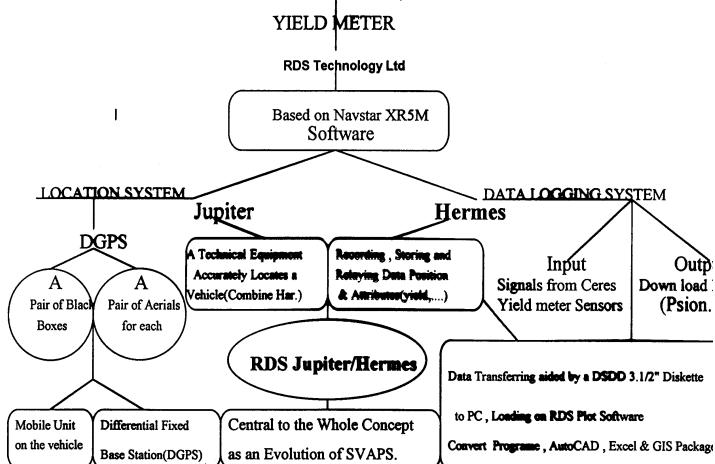 YIELD METER
RDS Technology Ltd
Based on Navstar XR5M
Software
LOCATION SYSTEM
DATA LOGGING SYSTEM
Jupiter
Hermes
DGPS
A Technical Equipment
Accurately Locates a
Vehicle(Combine Har.)
Recording , Storing and
Relaying Data Position
& Attributes(yield,....)
Input
Signals from Ceres
Yield meter Sensors
Down load
(Psion.
A
Pair of Black
Boxes
A
Pair of Aerials
for each
RDS Jupiter/Hermes
Data Transferring aided by a DSDD 3.1/2" Diskette
to PC , Loading on RDS Plot Software
Convert Programe , AutoCAD , Excel & GIS Package
Mobile Unit
on the vehicle
Differential Fixed
Base Station(DGPS)
Central to the Whole Concept
as an Evolution of SVAPS.